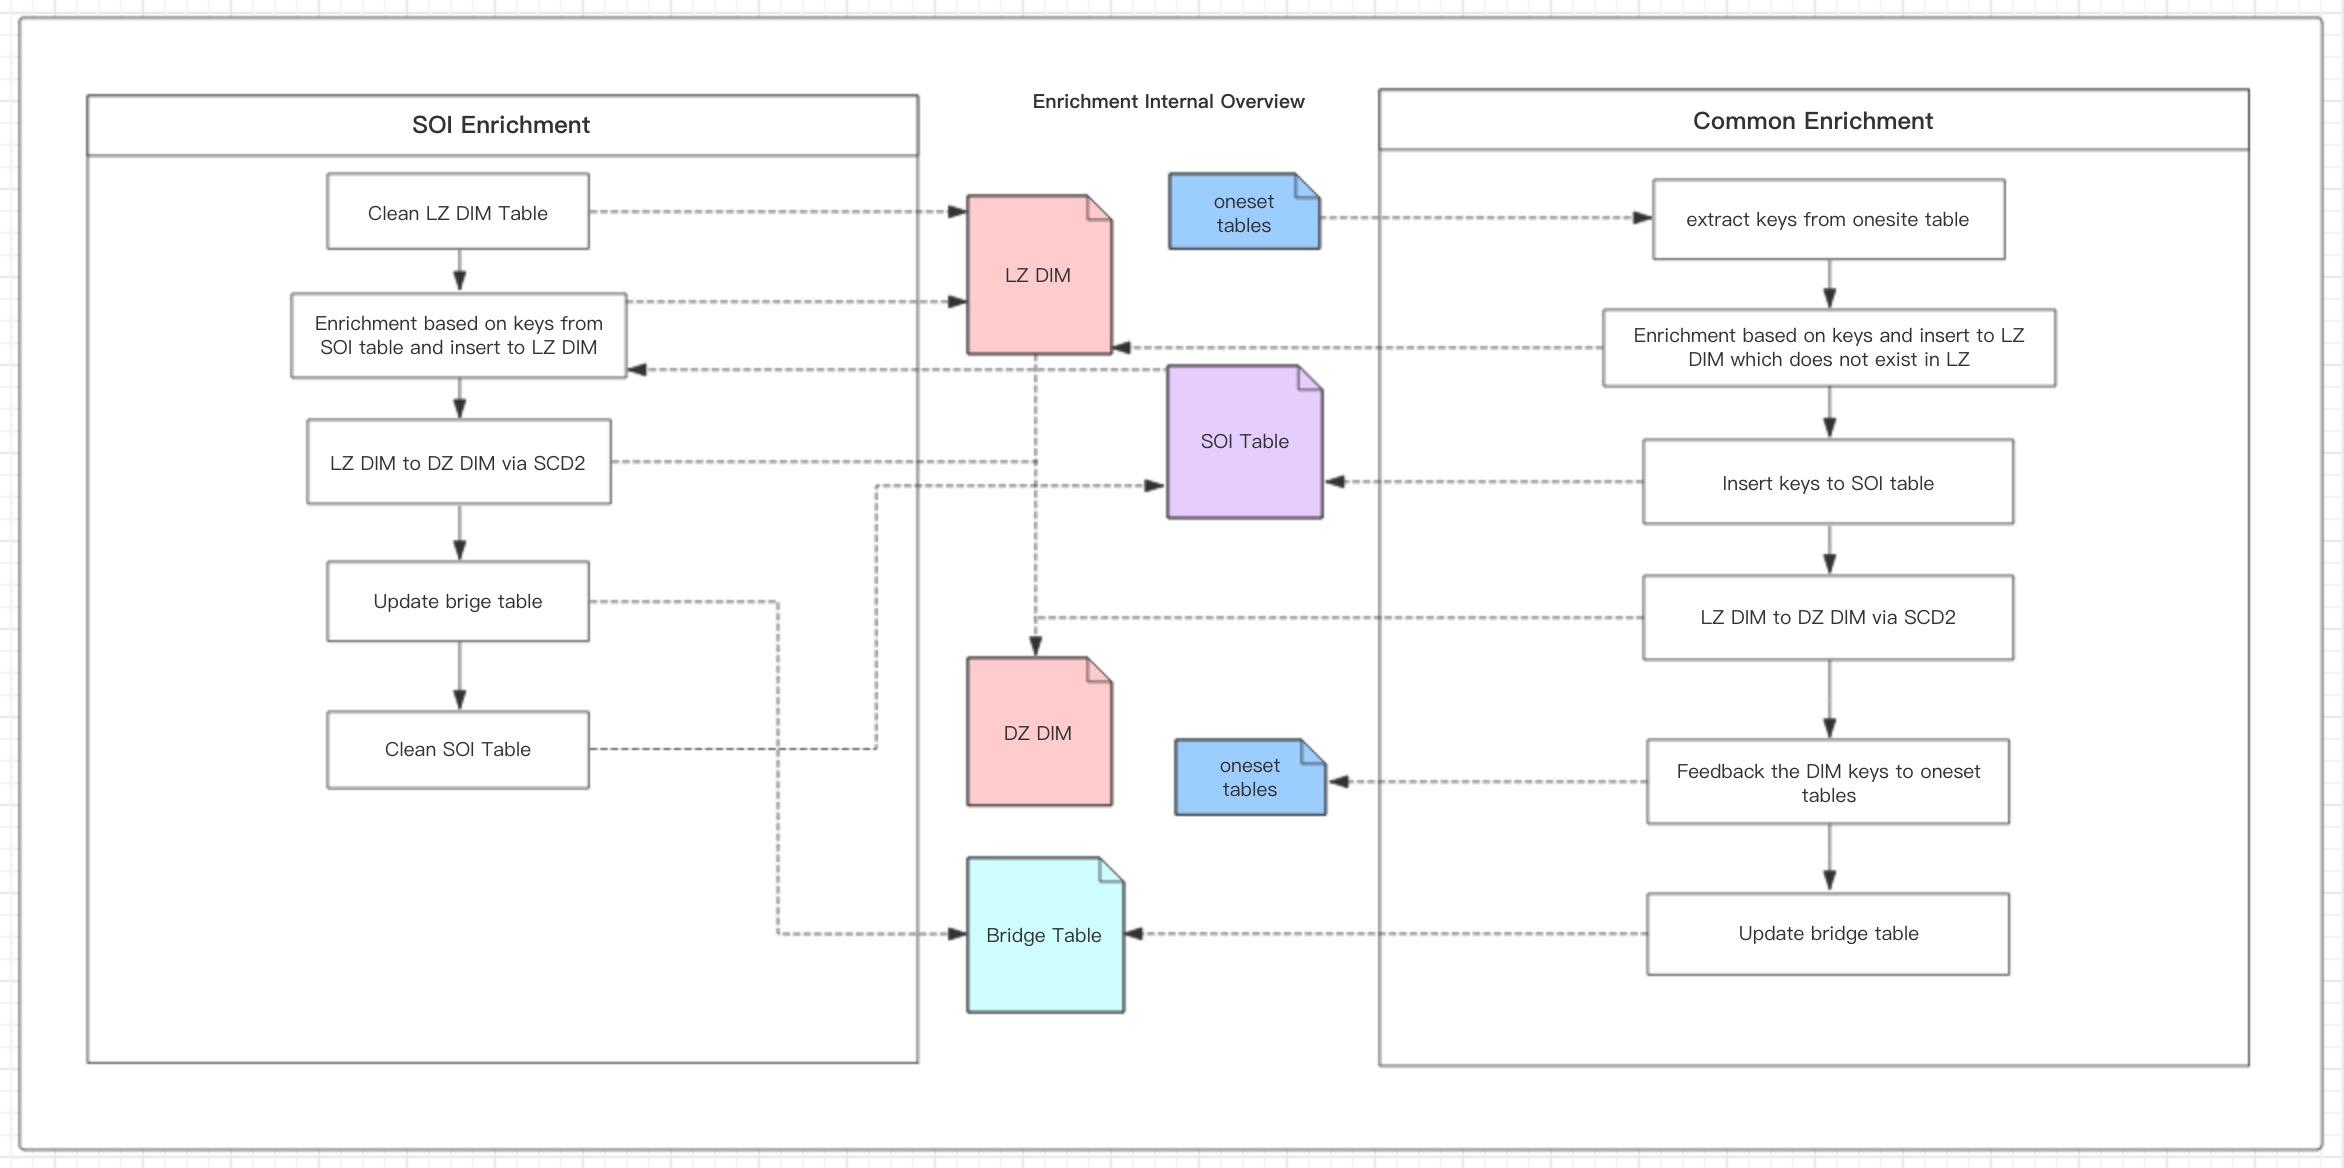 Enrichment Internal Overview
SOI Enrichment
Clean LZ DIM Table
Enrichment based on keys from
SOI table and insert to LZ DIM
LZ DIM to DZ DIM via SCD2
Update brige table
Clean SOI Table
LZ DIM
oneset
tables
SOI Table
DZ DIM
oneset
tables
Bridge Table
Common Enrichment
extract keys from onesite table
Enrichment based on keys and insert to LZ
DIM which does not exist in LZ
Insert keys to SOI table
LZ DIM to DZ DIM via SCD2
Feedback the DIM keys to oneset
tables
Update bridge table